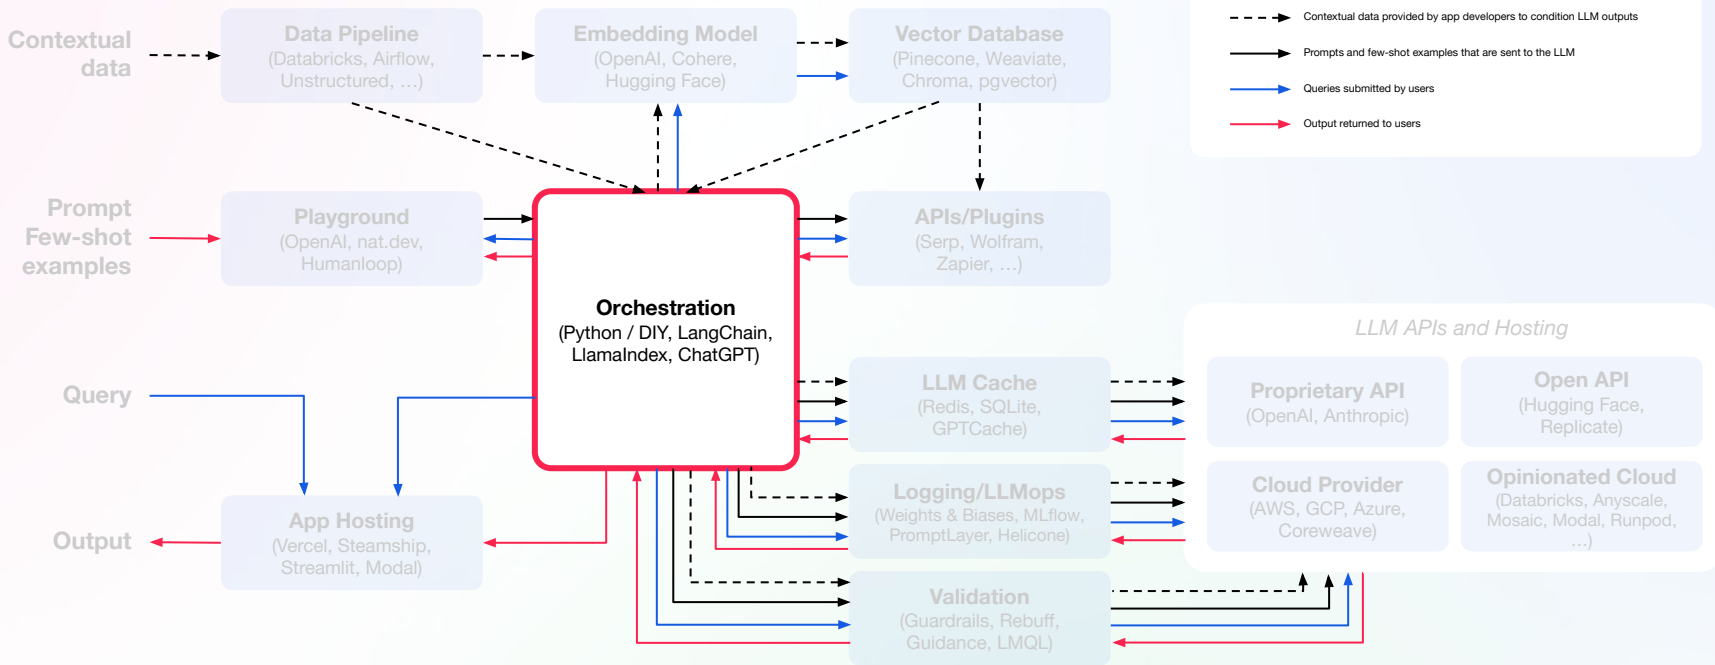 Contextual
data
Data Pipeline
(Databricks, Airflow,
Unstructured, ...)
Embedding Model
(OpenAI, Cohere,
Hugging Face)
Vector Database
(Pinecone, Weaviate,
Chroma, pgvector)
Contextual data provided by app developers to condition LLM outputs
Prompts and few-shot examples that are sent to the LLM
Queries submitted by users
Output returned to users
Prompt
Few-shot
examples
Playground
(OpenAI, nat.dev,
Humanloop)
Orchestration
(Python / DIY, LangChain,
LlamaIndex, ChatGPT)
APIs/Plugins
(Serp, Wolfram,
Zapier, ...)
Query
LLM Cache
(Redis, SQLite,
GPTCache)
LLM APIs and Hosting
Proprietary API
(OpenAI, Anthropic)
Open API
(Hugging Face,
Replicate)
Output
App Hosting
(Vercel, Steamship,
Streamlit, Modal)
Logging/LLMops
(Weights & Biases, MLflow,
PromptLayer, Helicone)
Cloud Provider
(AWS, GCP, Azure,
Coreweave)
Opinionated Cloud
(Databricks, Anyscale,
Mosaic, Modal, Runpod,
...)
Validation
(Guardrails, Rebuff,
Guidance, LMQL)